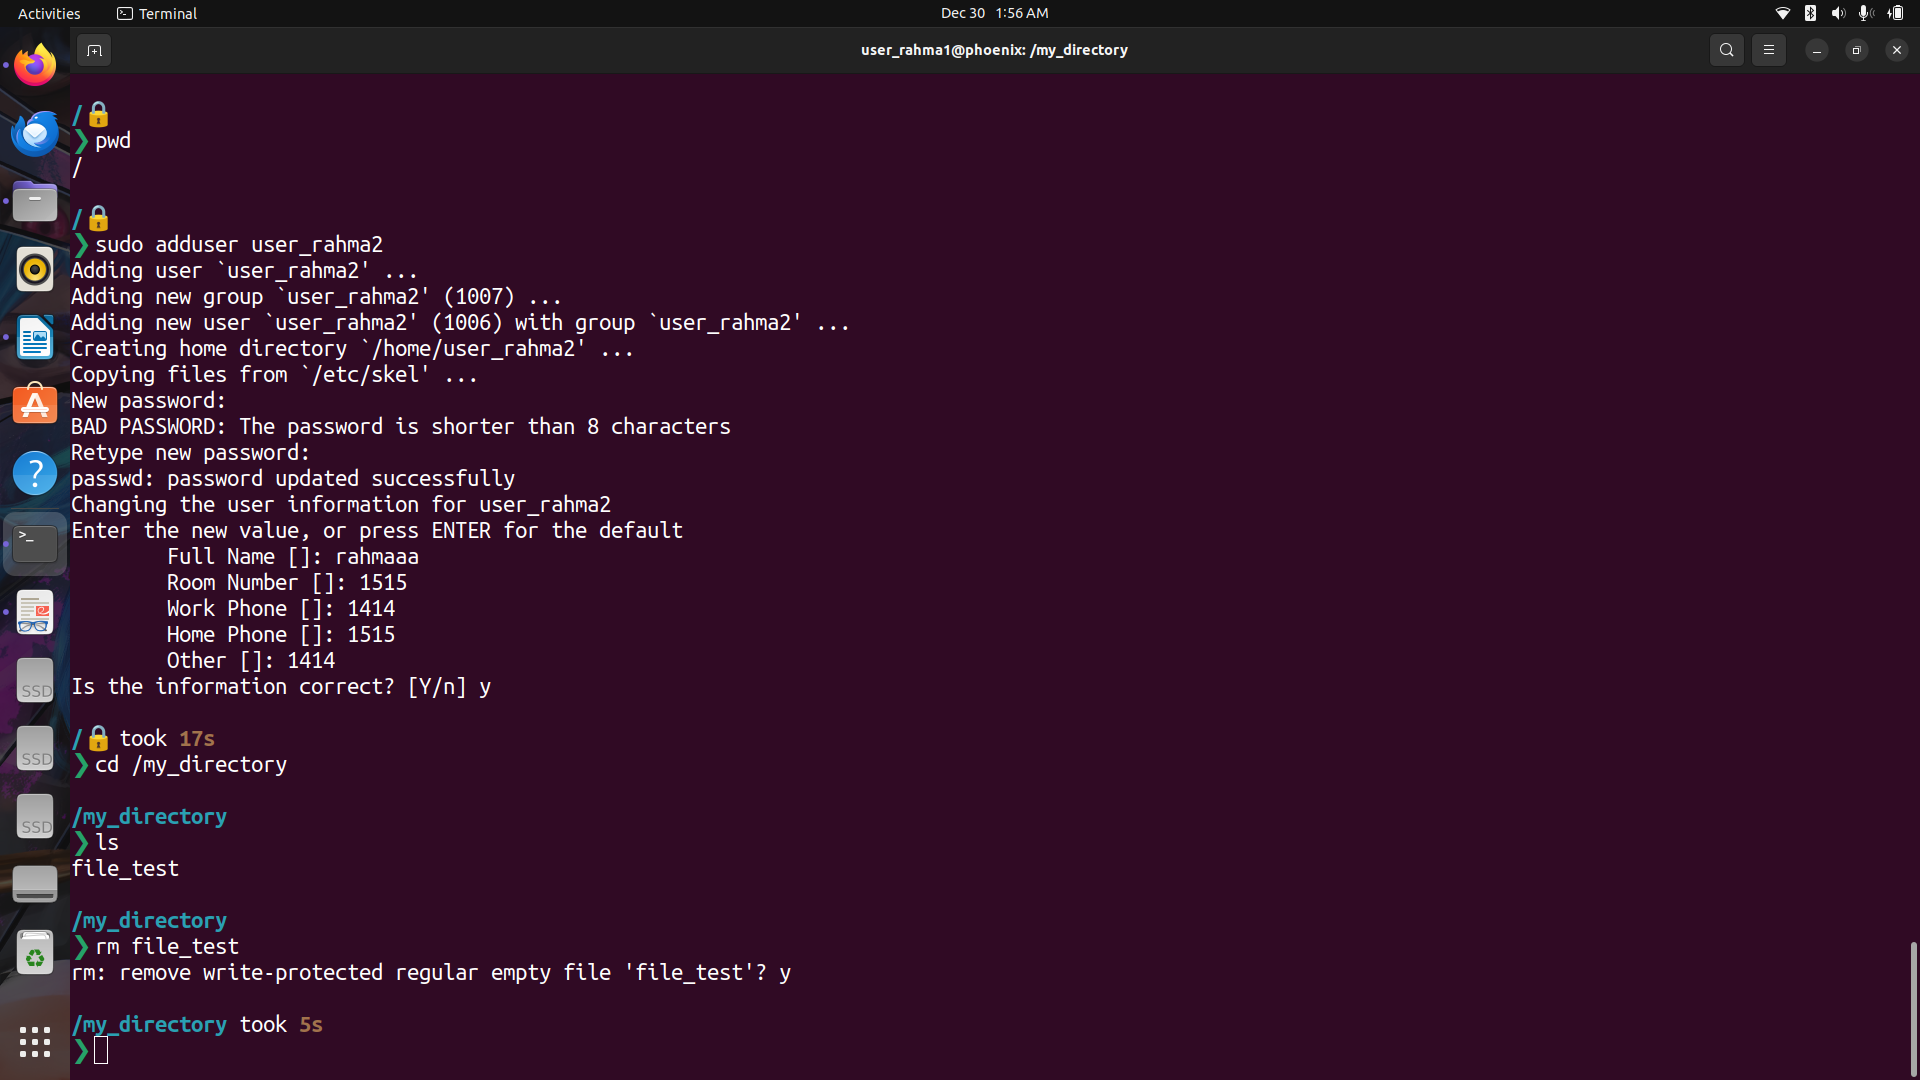 Activities
Terminal
Dec 30 1:56 AM
user_rahma1@phoenix: /my_directory
/
❯ pwd
/
/
❯ sudo adduser user_rahma2
Adding user `user_rahma2' ...
Adding new group `user_rahma2' (1007) ...
Adding new user `user_rahma2' (1006) with group `user_rahma2' ...
Creating home directory `/home/user_rahma2' ...
Copying files from `/etc/skel' ...
New password:
BAD PASSWORD: The password is shorter than 8 characters
Retype new password:
passwd: password updated successfully
Changing the user information for user_rahma2
Enter the new value, or press ENTER for the default
Full Name []: rahmaaa
Room Number []: 1515
Work Phone []: 1414
Home Phone []: 1515
Other []: 1414
Is the information correct? [Y/n] y
/ took 17s
❯ cd /my_directory
/my_directory
❯ ls
file_test
/my_directory
❯ rm file_test
rm: remove write-protected regular empty file 'file_test'? y
/my_directory took 5s
❯
SSD
SSD
SSD